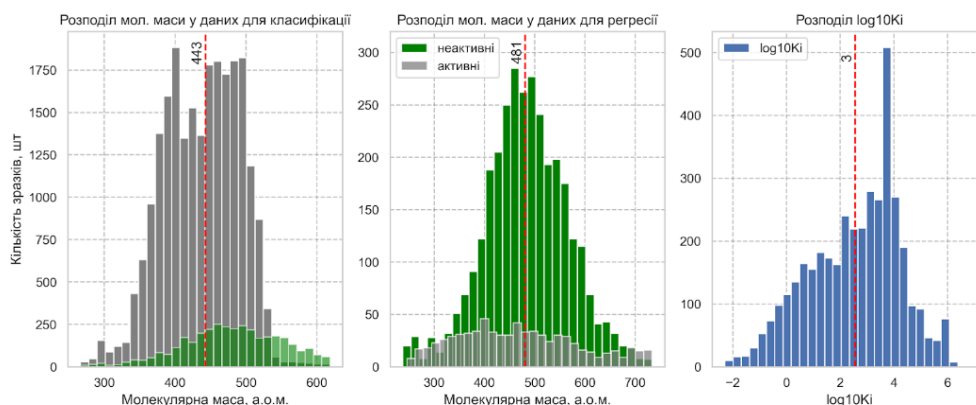 Розподіл мол. маси у даних для класифікації
443
1750
1500
1250
1000
750
500
250
0
300 400 500 600
Кількість зразків, шт
Молекулярна маса, а.о.м.
Розподіл мол. маси у даних для регресії
неактивні
активні
481
300
250
200
150
100
50
0
300 400 500 600 700
Молекулярна маса, а.о.м.
Розподіл log10Ki
log10Ki
3
500
400
300
200
100
0
−2 0 2 4 6
log10Ki